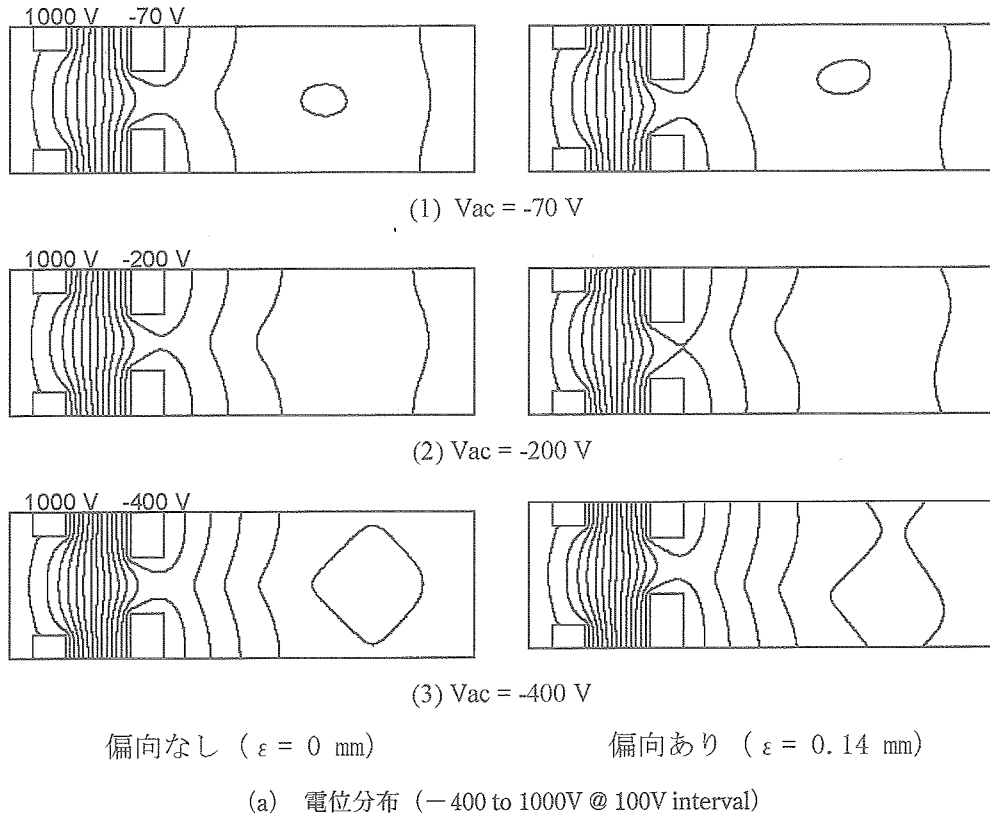 1000 V -70 V
(1) Vac = -70 V
1000 V -200 V
(2) Vac = -200 V
1000 V -400 V
(3) Vac = -400 V
偏向なし ( ε = 0 mm)
偏向あり ( ε = 0.14 mm)
(a) 電位分布 (-400 to 1000V @ 100V interval)